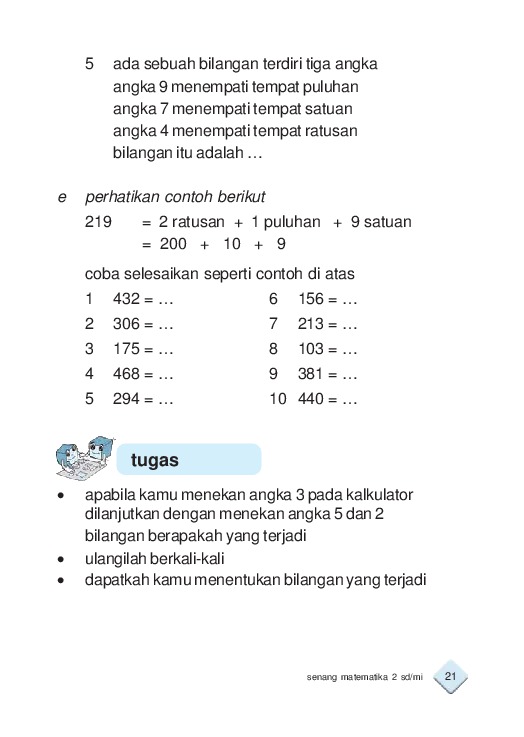 5 ada sebuah bilangan terdiri tiga angka
angka 9 menempati tempat puluhan
angka 7 menempati tempat satuan
angka 4 menempati tempat ratusan
bilangan itu adalah …
e perhatikan contoh berikut
219 = 2 ratusan + 1 puluhan + 9 satuan
= 200 + 10 + 9
coba selesaikan seperti contoh di atas
1 432 = …
2 306 = …
3 175 = …
4 468 = …
5 294 = …
6 156 = …
7 213 = …
8 103 = …
9 381 = …
10 440 = …
tugas
• apabila kamu menekan angka 3 pada kalkulator
dilanjutkan dengan menekan angka 5 dan 2
bilangan berapakah yang terjadi
• ulangilah berkali-kali
• dapatkah kamu menentukan bilangan yang terjadi
senang matematika 2 sd/mi 21